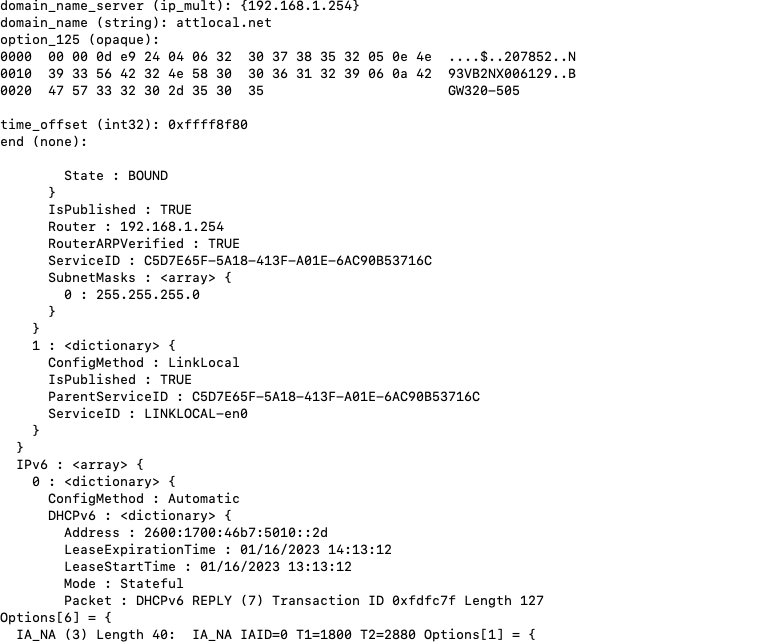 domain_name_server (ip_mult): {192.168.1.254}
domain_name (string): attlocal.net
option_125 (opaque):
0000  00 00 0d e9 24 04 06 32  30 37 38 35 32 05 0e 4e  ....$..207852..N
0010  39 33 56 42 32 4e 58 30  30 36 31 32 39 06 0a 42  93VB2NX006129..B
0020  47 57 33 32 30 2d 35 30  35                       GW320-505
time_offset (int32): 0xffff8f80
end (none):
        State : BOUND
      }
      IsPublished : TRUE
      Router : 192.168.1.254
      RouterARPVerified : TRUE
      ServiceID : C5D7E65F-5A18-413F-A01E-6AC90B53716C
      SubnetMasks : <array> {
        0 : 255.255.255.0
      }
    }
    1 : <dictionary> {
      ConfigMethod : LinkLocal
      IsPublished : TRUE
      ParentServiceID : C5D7E65F-5A18-413F-A01E-6AC90B53716C
      ServiceID : LINKLOCAL-en0
    }
  }
  IPv6 : <array> {
    0 : <dictionary> {
      ConfigMethod : Automatic
      DHCPv6 : <dictionary> {
        Address : 2600:1700:46b7:5010::2d
        LeaseExpirationTime : 01/16/2023 14:13:12
        LeaseStartTime : 01/16/2023 13:13:12
        Mode : Stateful
        Packet : DHCPv6 REPLY (7) Transaction ID 0xfdfc7f Length 127
Options[6] = {
  IA_NA (3) Length 40:  IA_NA IAID=0 T1=1800 T2=2880 Options[1] = {